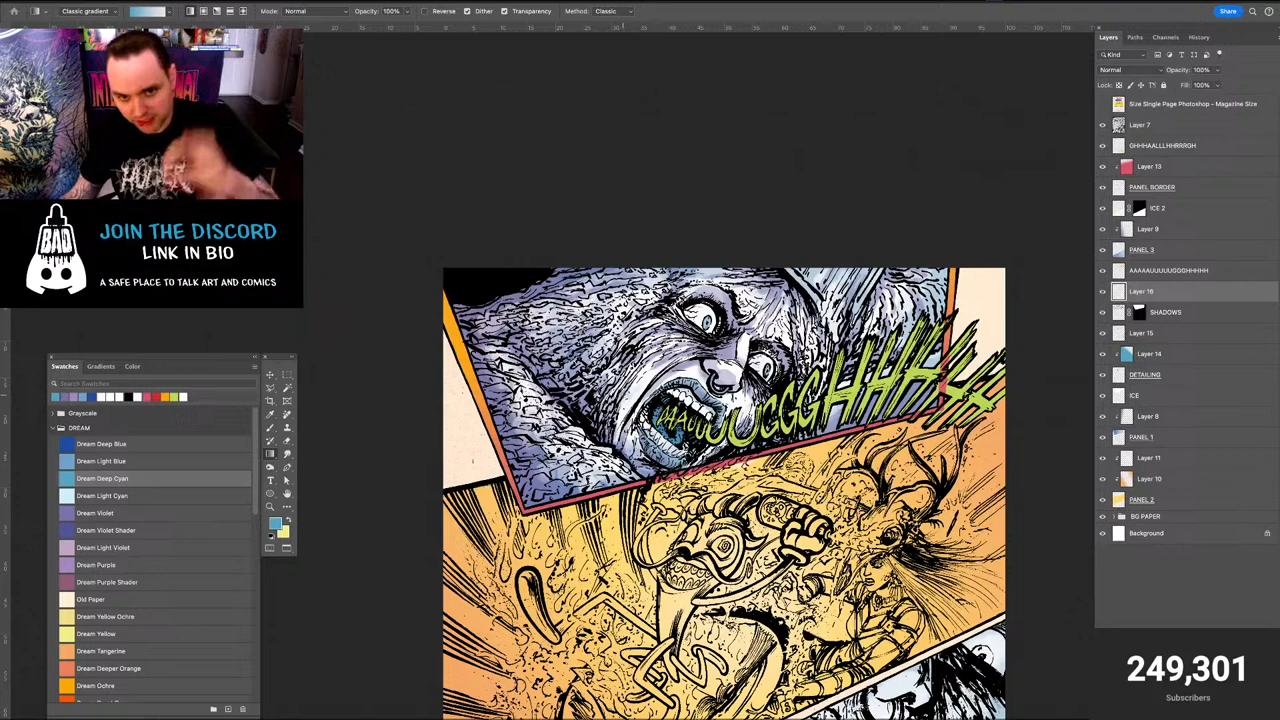 Classic gradient
Mode: Normal
Opacity: 100%
Reverse
Dither
Transparency
Method: Classic
Share
BAD
JOIN THE DISCORD
LINK IN BIO
A SAFE PLACE TO TALK ART AND COMICS
Swatches Gradients Color
Search Swatches
Grayscale
DREAM
Dream Deep Blue
Dream Light Blue
Dream Deep Cyan
Dream Light Cyan
Dream Violet
Dream Violet Shader
Dream Light Violet
Dream Purple
Dream Purple Shader
Old Paper
Dream Yellow Ochre
Dream Yellow
Dream Tangerine
Dream Deeper Orange
Dream Ochre
AAAUUUUGGGHHHHHH
Layers Paths Channels History
Kind
Normal
Opacity: 100%
Lock:
Fill: 100%
Size Single Page Photoshop - Magazine Size
Layer 7
GHHHAALLLHHRRRGH
Layer 13
PANEL BORDER
ICE 2
Layer 9
PANEL 3
AAAAAUUUUUGGGHHHHH
Layer 16
SHADOWS
Layer 15
Layer 14
DETAILING
ICE
Layer 8
PANEL 1
Layer 11
Layer 10
PANEL 2
BG PAPER
Background
249,301
Subscribers